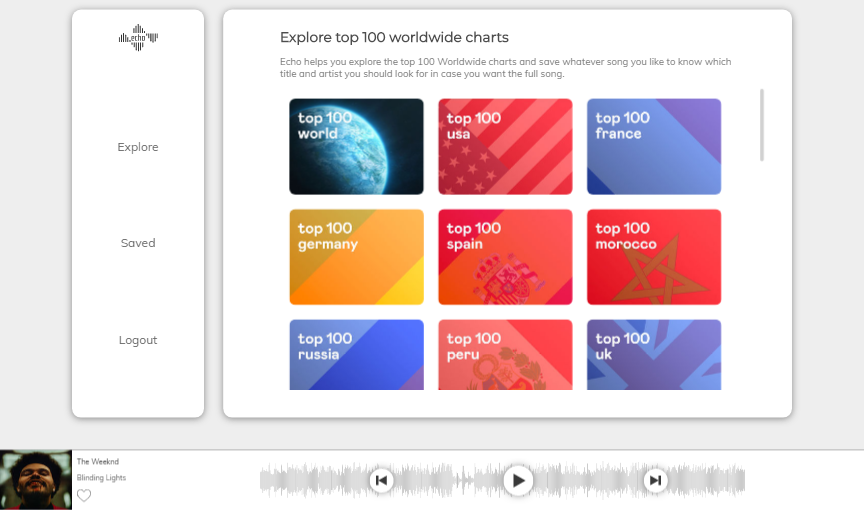 echo
Explore
Saved
Logout
Explore top 100 worldwide charts
Echo helps you explore the top 100 Worldwide charts and save whatever song you like to know which
title and artist you should look for in case you want the full song.
top 100
world
top 100
usa
top 100
france
top 100
germany
top 100
spain
top 100
morocco
top 100
russia
top 100
peru
top 100
uk
The Weeknd
Blinding Lights